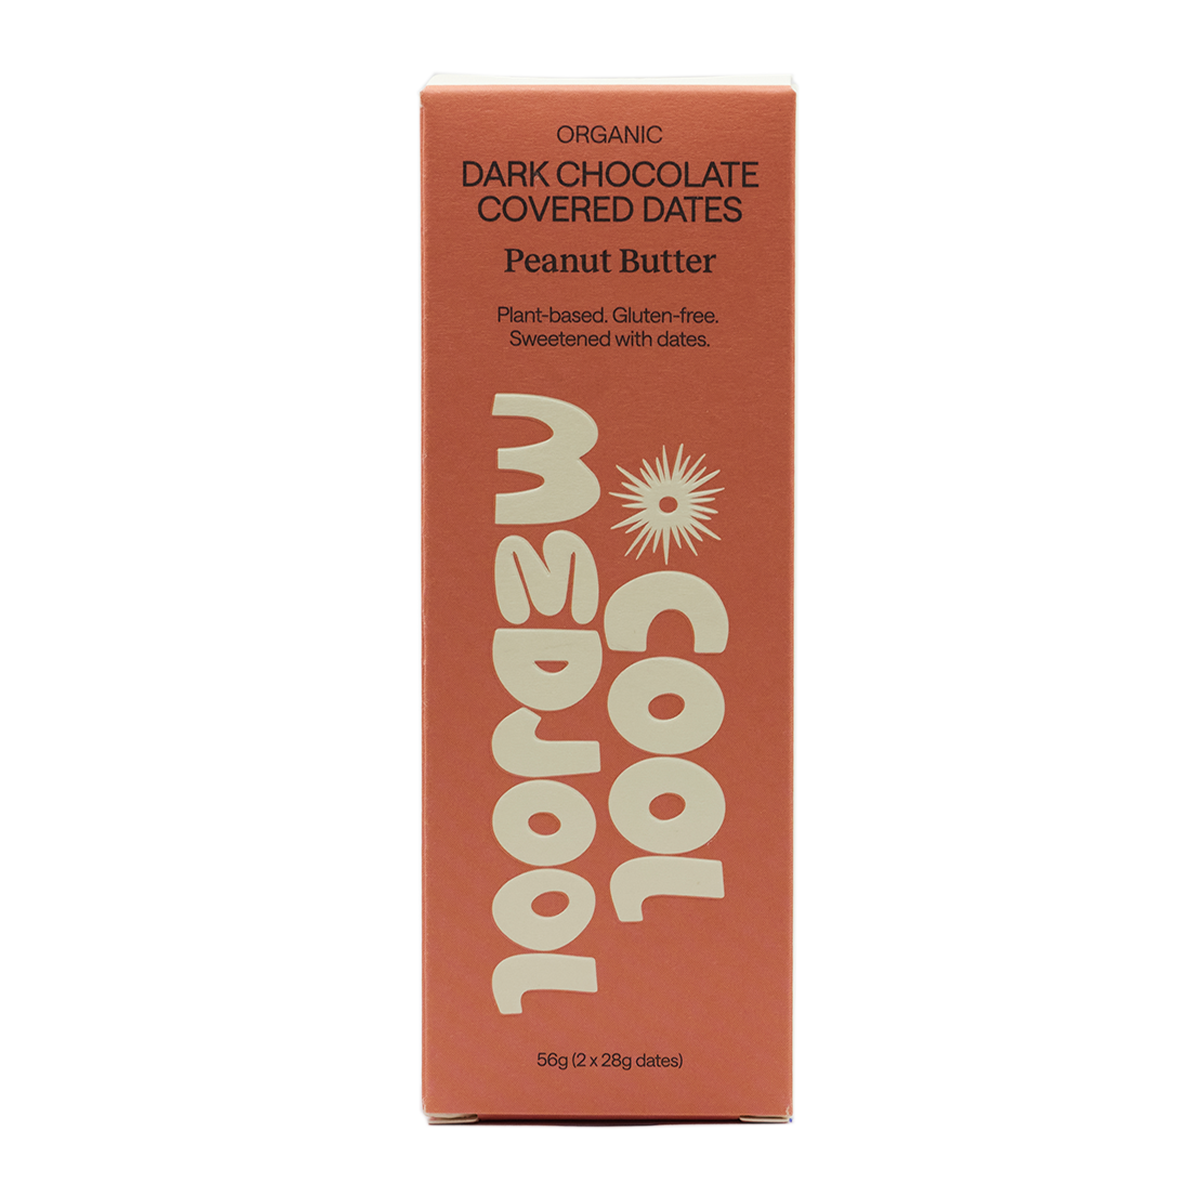 ORGANIC
DARK CHOCOLATE
COVERED DATES
Peanut Butter
Plant-based. Gluten-free.
Sweetened with dates.
COOL
MEDJOOL
56g (2 x 28g dates)